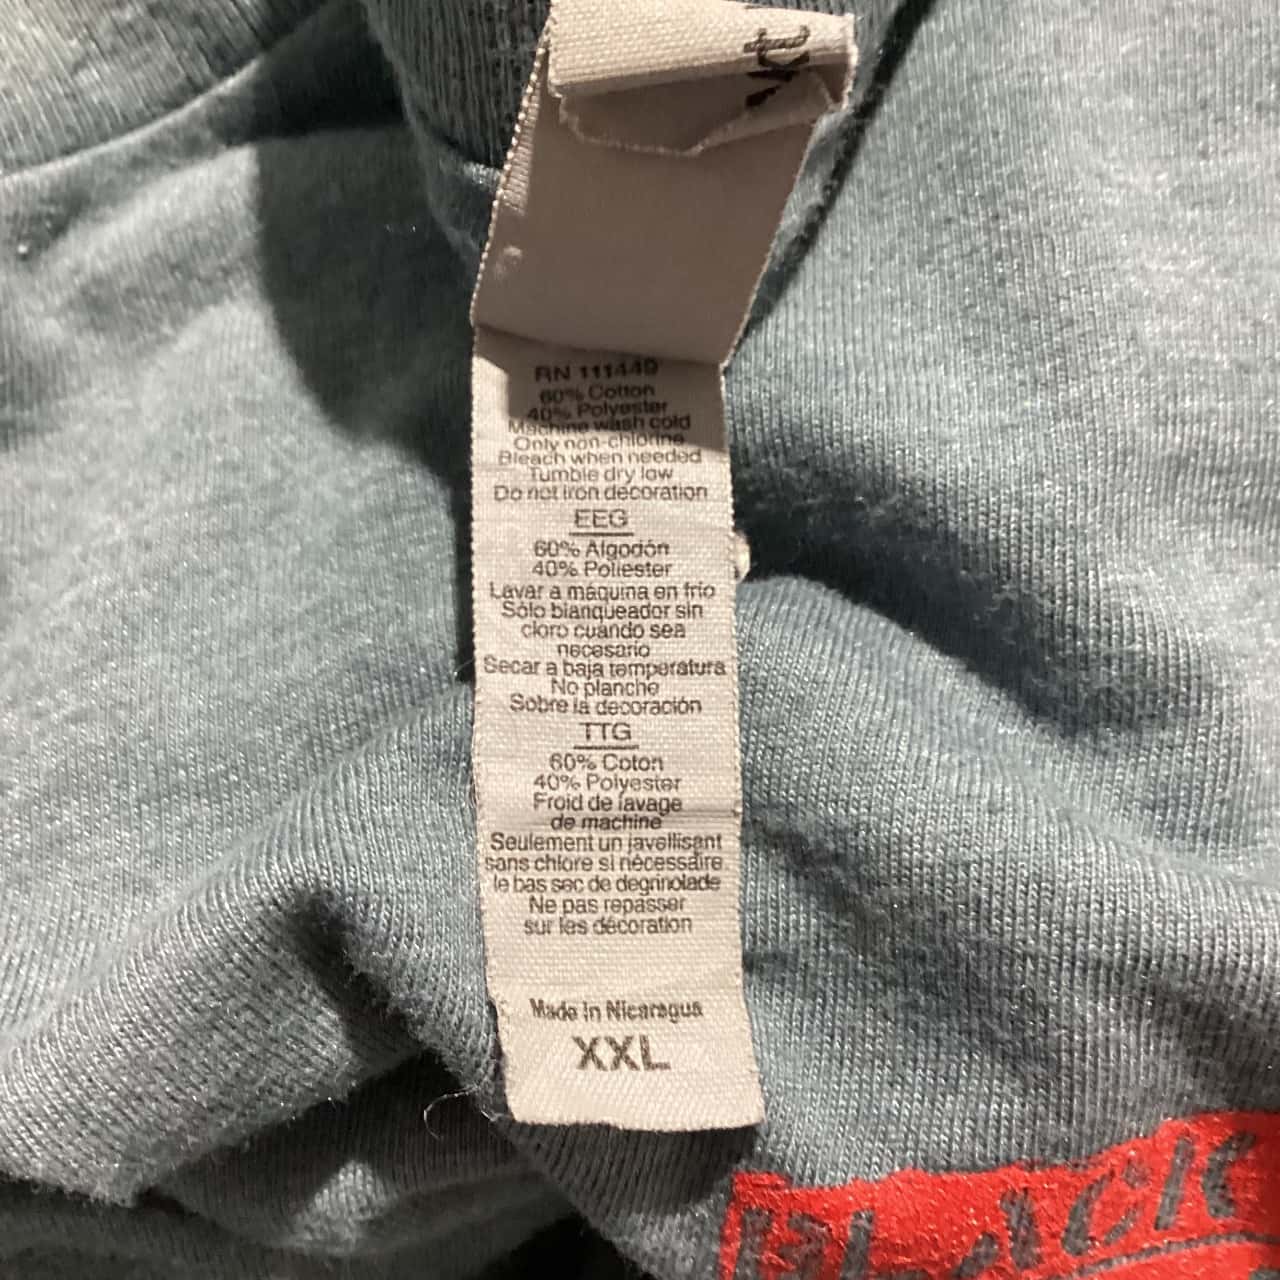 RN 111449
60% Cotton
40% Polyester
Machine wash cold
Only non-chlorine
Bleach when needed
Tumble dry low
Do not iron decoration
EEG
60% Algodón
40% Poliester
Lavar a máquina en frío
Sólo blanqueador sin
cloro cuando sea
necesario
Secar a baja temperatura
No planche
Sobre la decoración
TTG
60% Coton
40% Polyester
Froid de lavage
de machine
Seulement un javellisant
sans chlore si nécessaire
le bas sec de degrinolade
Ne pas repasser
sur les décoration
Made in Nicaragua
XXL